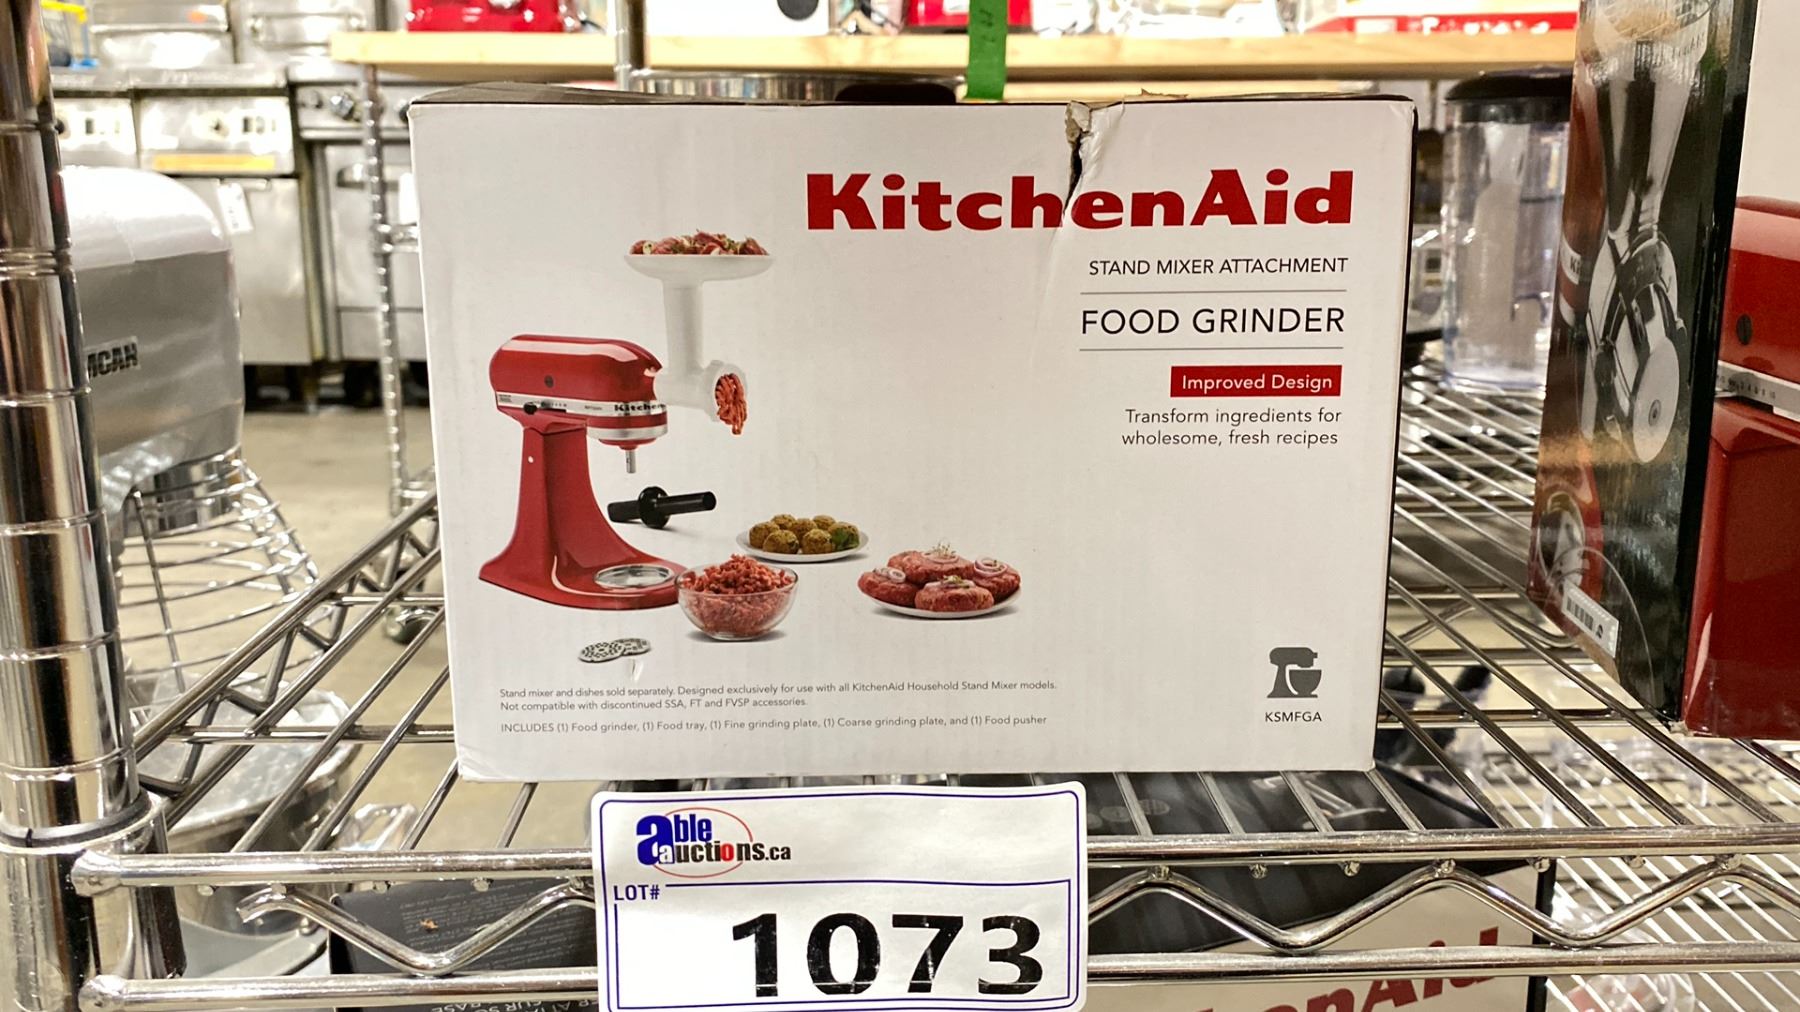 KitchenAid
STAND MIXER ATTACHMENT
FOOD GRINDER
Improved Design
Transform ingredients for
wholesome, fresh recipes
Kitchen
Stand mixer and dishes sold separately. Designed exclusively for use with all KitchenAid Household Stand Mixer models.
Not compatible with discontinued SSA, FT and FVSP accessories.
INCLUDES (1) Food grinder, (1) Food tray, (1) Fine grinding plate, (1) Coarse grinding plate, and (1) Food pusher
KSMFGA
able
auctions.ca
LOT#
1073